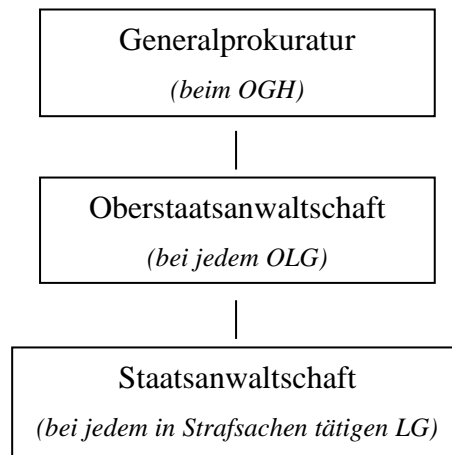 Generalprokuratur
(beim OGH)
Oberstaatsanwaltschaft
(bei jedem OLG)
Staatsanwaltschaft
(bei jedem in Strafsachen tätigen LG)